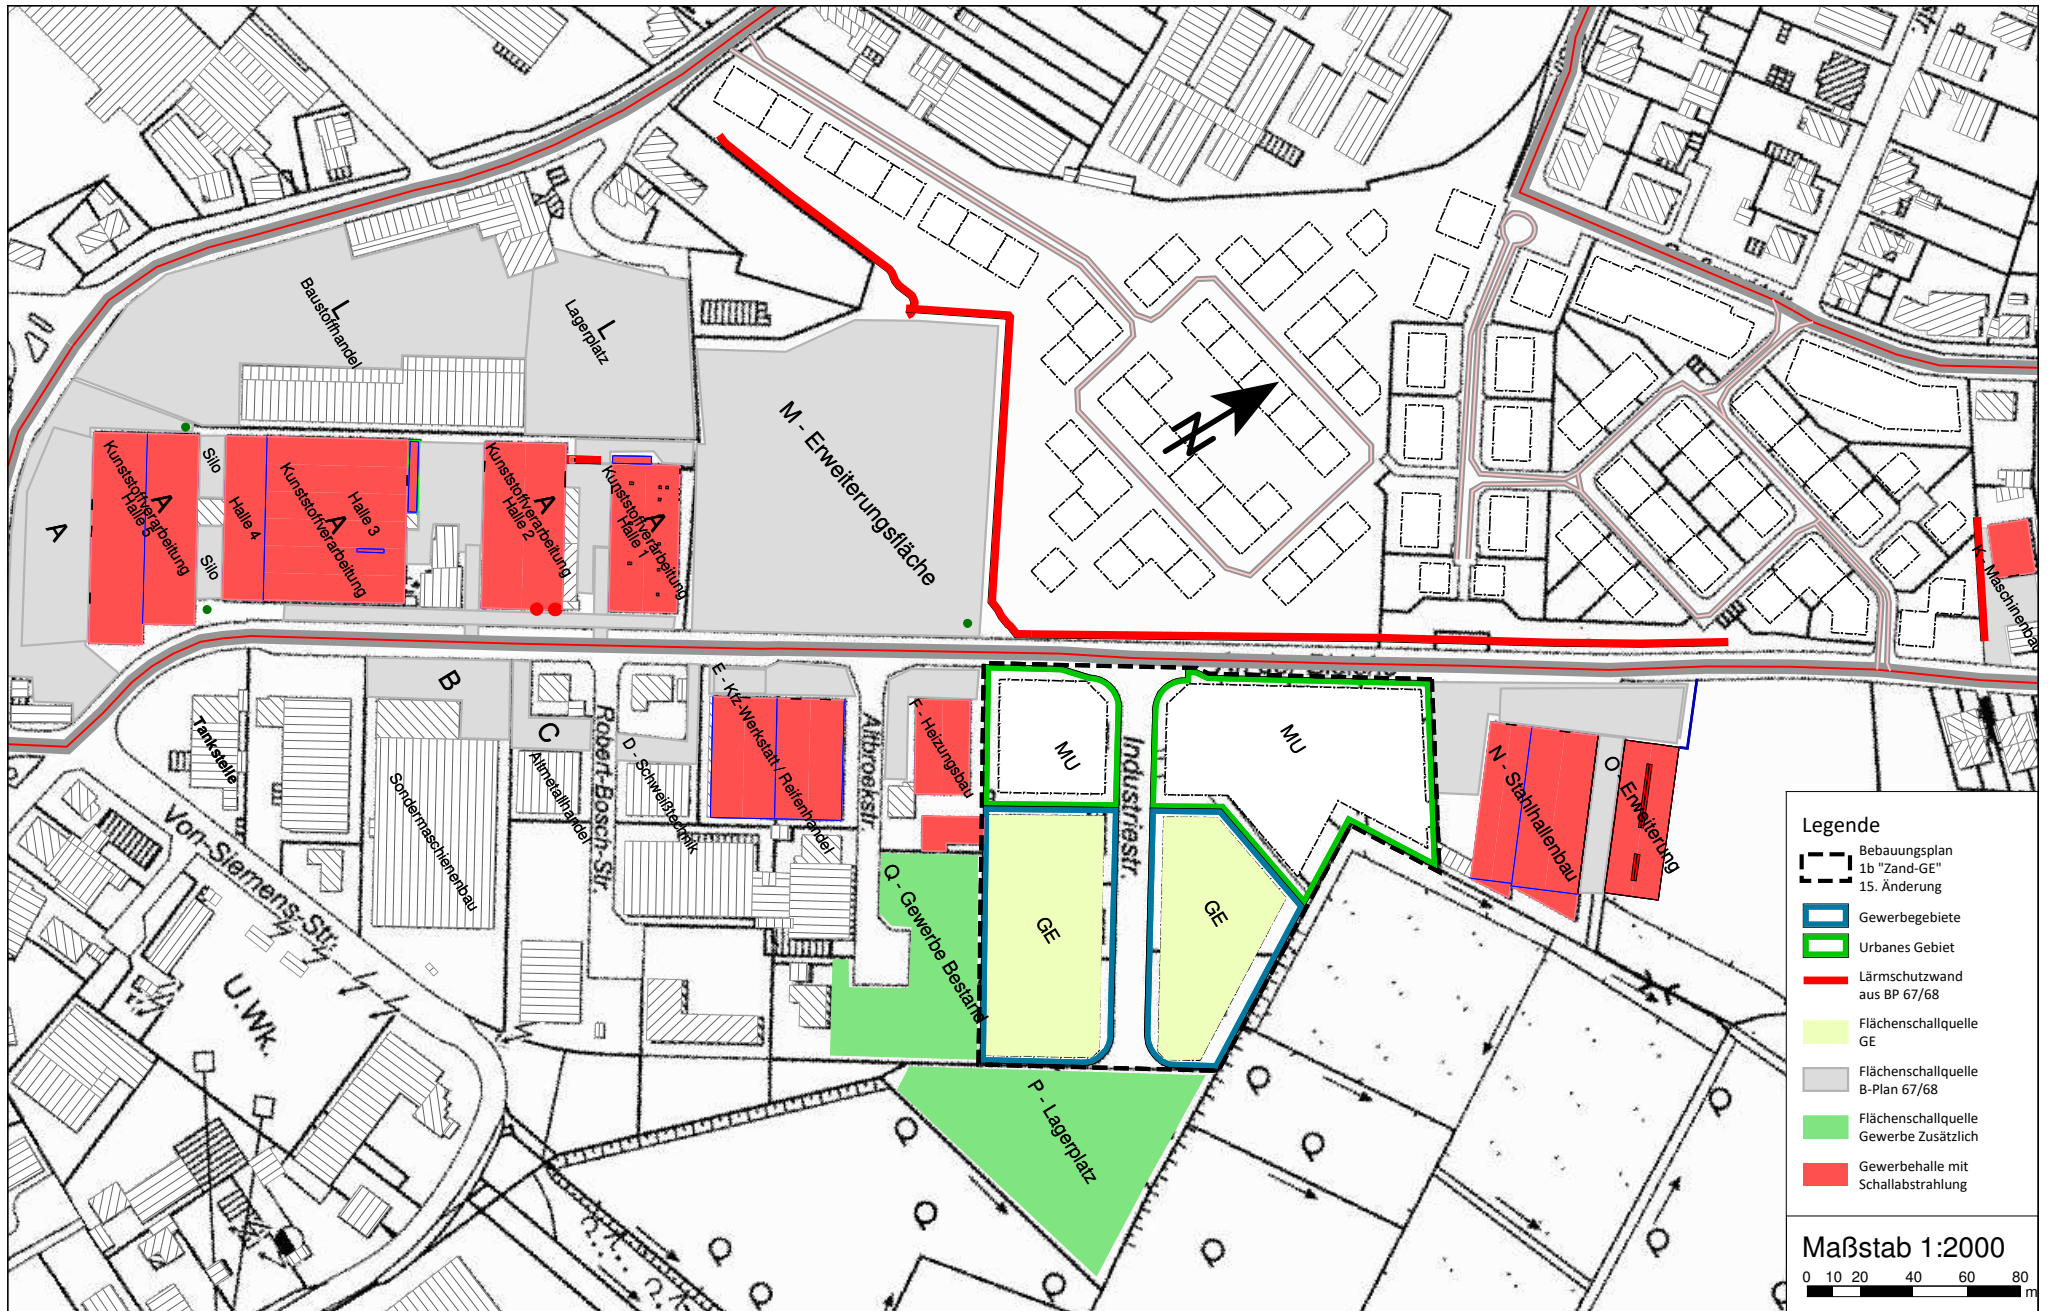 L
Baustoffhandel
L
Lagerplatz
M - Erweiterungsfläche
N
A
A
Kunststoffverarbeitung
Halle 5
Silo
Silo
Halle 4
A
Kunststoffverarbeitung
Halle 3
A
Kunststoffverarbeitung
Halle 2
A
Kunststoffverarbeitung
Halle 1
K - Maschinenbau
B
C
Tankstelle
Sondermaschienenbau
Altmetallhandel
Robert-Bosch-Str.
D - Schweißtechnik
E - Kfz-Werkstatt / Reifenhandel
F - Heizungsbau
MU
Industriestr.
MU
N - Stahlhallenbau
O - Erweiterung
Von-Siemens-Str.
U.Wk.
Q - Gewerbe Bestand
GE
GE
P - Lagerplatz
Legende
Bebauungsplan
1b "Zand-GE"
15. Änderung
Gewerbegebiete
Urbanes Gebiet
Lärmschutzwand
aus BP 67/68
Flächenschallquelle
GE
Flächenschallquelle
B-Plan 67/68
Flächenschallquelle
Gewerbe Zusätzlich
Gewerbehalle mit
Schallabstrahlung
Maßstab 1:2000
0 10 20 40 60 80
m